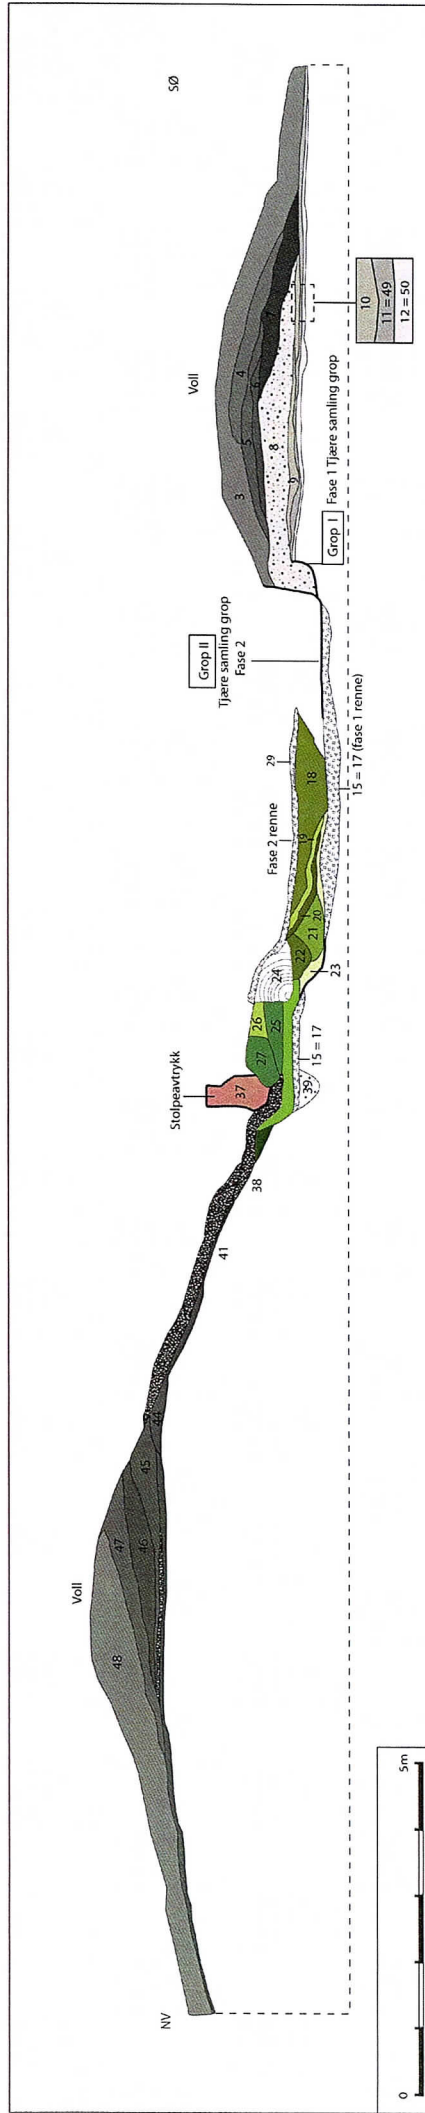 NV
SØ
Voll
48
47
46
45
44
41
38
Stolpeavtrykk
37
27
26
25
24
39
15 = 17
23
22
21
20
19
18
Fase 2 renne
29
15 = 17 (fase 1 renne)
Grop II
Tjære samling grop
Fase 2
Voll
3
4
5
6
7
8
9
Grop I
Fase 1 Tjære samling grop
10
11 = 49
12 = 50
0
5m